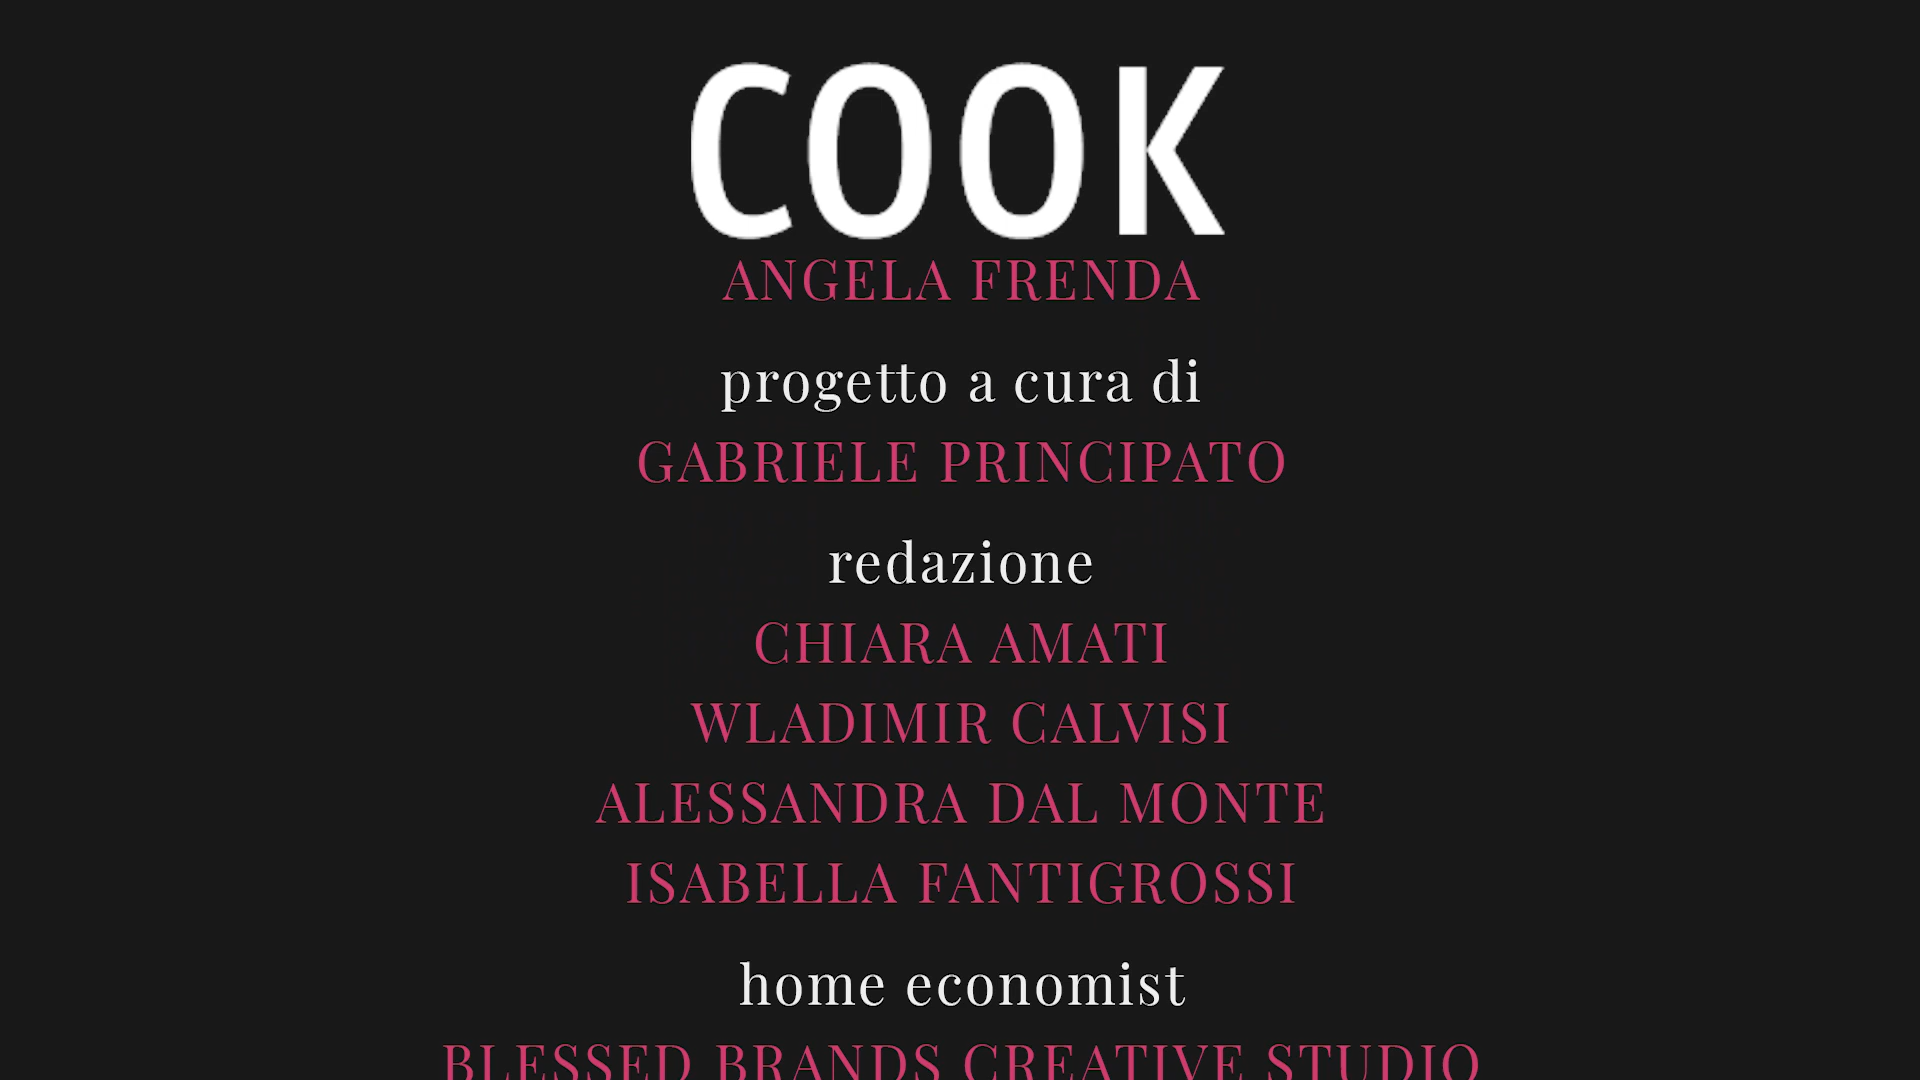 COOK
ANGELA FRENDA
progetto a cura di
GABRIELE PRINCIPATO
redazione
CHIARA AMATI
WLADIMIR CALVISI
ALESSANDRA DAL MONTE
ISABELLA FANTIGROSSI
home economist
BLESSED BRANDS CREATIVE STUDIO